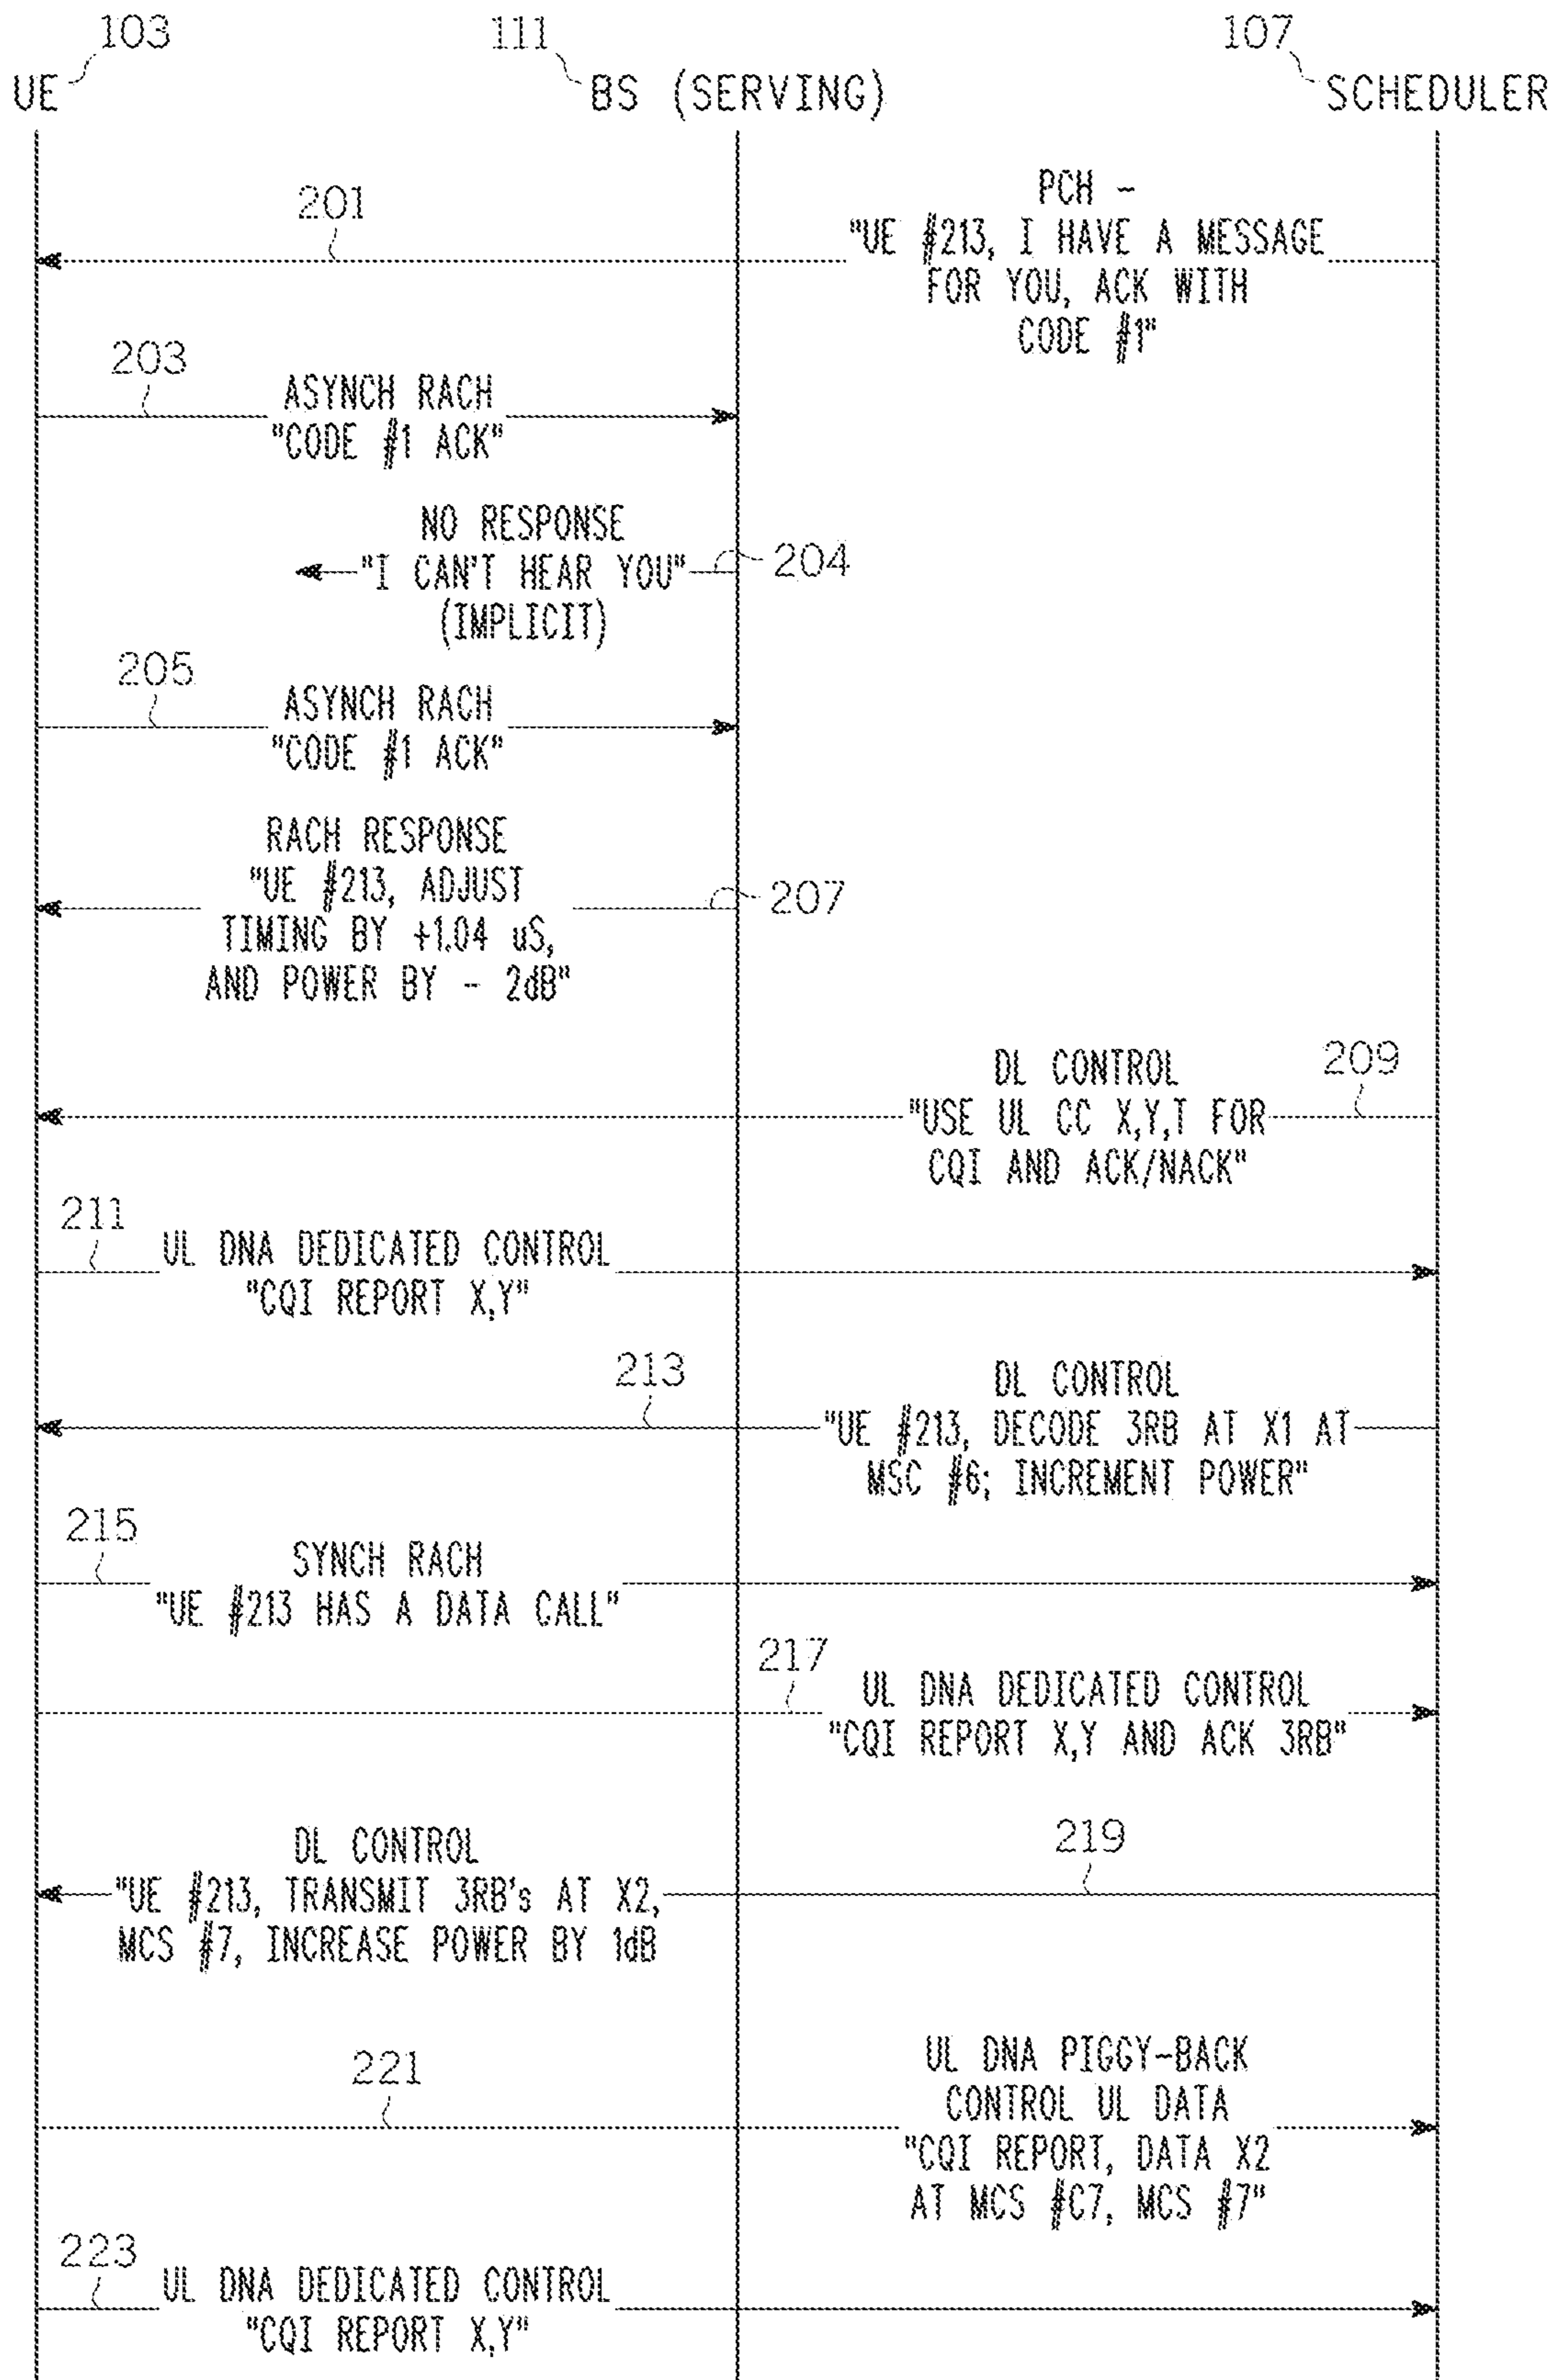 103
111
107
UE
BS (SERVING)
SCHEDULER
201
PCH -
"UE #213, I HAVE A MESSAGE
FOR YOU, ACK WITH
CODE #1"
203
ASYNCH RACH
"CODE #1 ACK"
NO RESPONSE
"I CAN'T HEAR YOU"
(IMPLICIT)
204
205
ASYNCH RACH
"CODE #1 ACK"
RACH RESPONSE
"UE #213, ADJUST
TIMING BY +1.04 uS,
AND POWER BY - 2dB"
207
DL CONTROL
"USE UL CC X,Y,T FOR
CQI AND ACK/NACK"
209
211
UL DNA DEDICATED CONTROL
"CQI REPORT X,Y"
213
DL CONTROL
"UE #213, DECODE 3RB AT X1 AT
MSC #6; INCREMENT POWER"
215
SYNCH RACH
"UE #213 HAS A DATA CALL"
217
UL DNA DEDICATED CONTROL
"CQI REPORT X,Y AND ACK 3RB"
219
DL CONTROL
"UE #213, TRANSMIT 3RB's AT X2,
MCS #7, INCREASE POWER BY 1dB
221
UL DNA PIGGY-BACK
CONTROL UL DATA
"CQI REPORT, DATA X2
AT MCS #C7, MCS #7"
223
UL DNA DEDICATED CONTROL
"CQI REPORT X,Y"